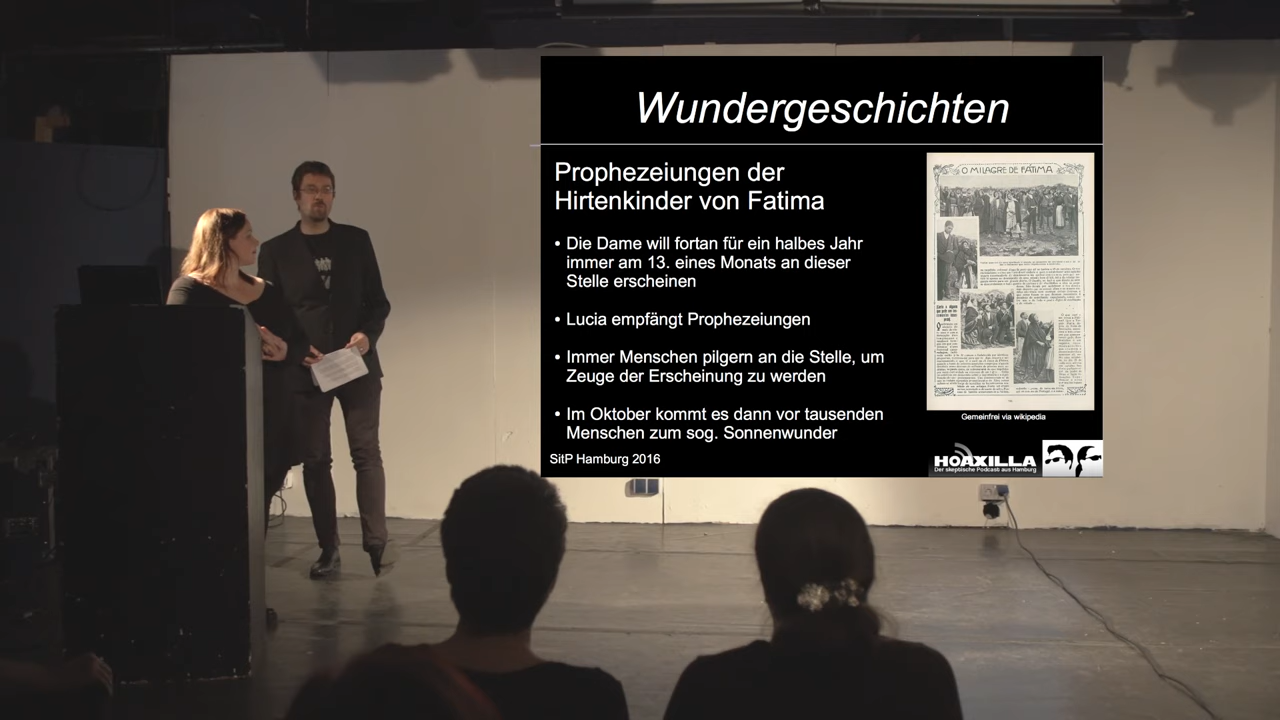 Wundergeschichten
Prophezeiungen der
Hirtenkinder von Fatima
• Die Dame will fortan für ein halbes Jahr
immer am 13. eines Monats an dieser
Stelle erscheinen
• Lucia empfängt Prophezeiungen
• Immer Menschen pilgern an die Stelle, um
Zeuge der Erscheinung zu werden
• Im Oktober kommt es dann vor tausenden
Menschen zum sog. Sonnenwunder
SitP Hamburg 2016
O MILAGRE DE FÁTIMA
Gemeinfrei via wikipedia
HOAXILLA
Der skeptische Podcast aus Hamburg